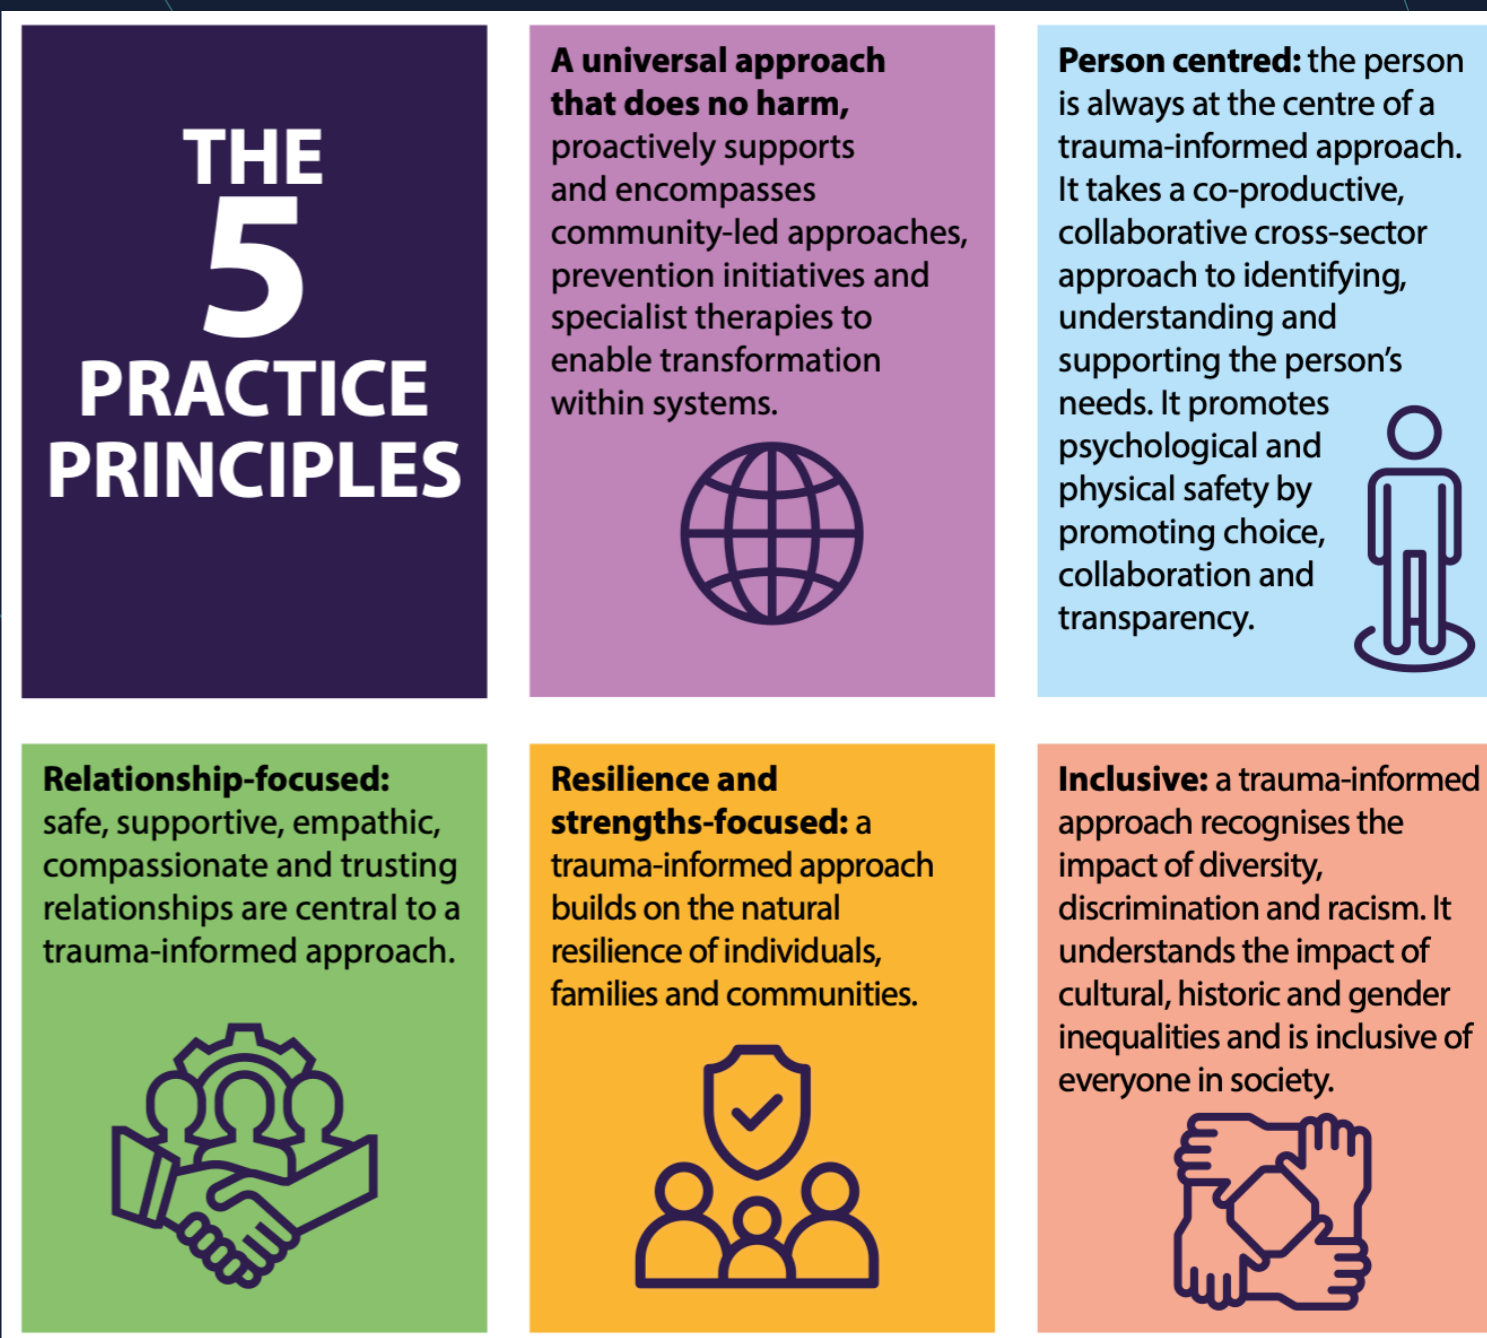 THE
5
PRACTICE
PRINCIPLES
A universal approach
that does no harm,
proactively supports
and encompasses
community-led approaches,
prevention initiatives and
specialist therapies to
enable transformation
within systems.
Person centred: the person
is always at the centre of a
trauma-informed approach.
It takes a co-productive,
collaborative cross-sector
approach to identifying,
understanding and
supporting the person’s
needs. It promotes
psychological and
physical safety by
promoting choice,
collaboration and
transparency.
Relationship-focused:
safe, supportive, empathic,
compassionate and trusting
relationships are central to a
trauma-informed approach.
Resilience and
strengths-focused: a
trauma-informed approach
builds on the natural
resilience of individuals,
families and communities.
Inclusive: a trauma-informed
approach recognises the
impact of diversity,
discrimination and racism. It
understands the impact of
cultural, historic and gender
inequalities and is inclusive of
everyone in society.